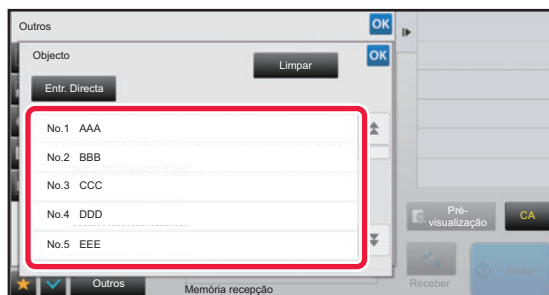 Outros
OK
Objecto
Limpar
OK
Entr. Directa
No.1 AAA
No.2 BBB
No.3 CCC
No.4 DDD
No.5 EEE
Pré-
visualização
CA
Outros
Memória recepção
Receber
Iniciar